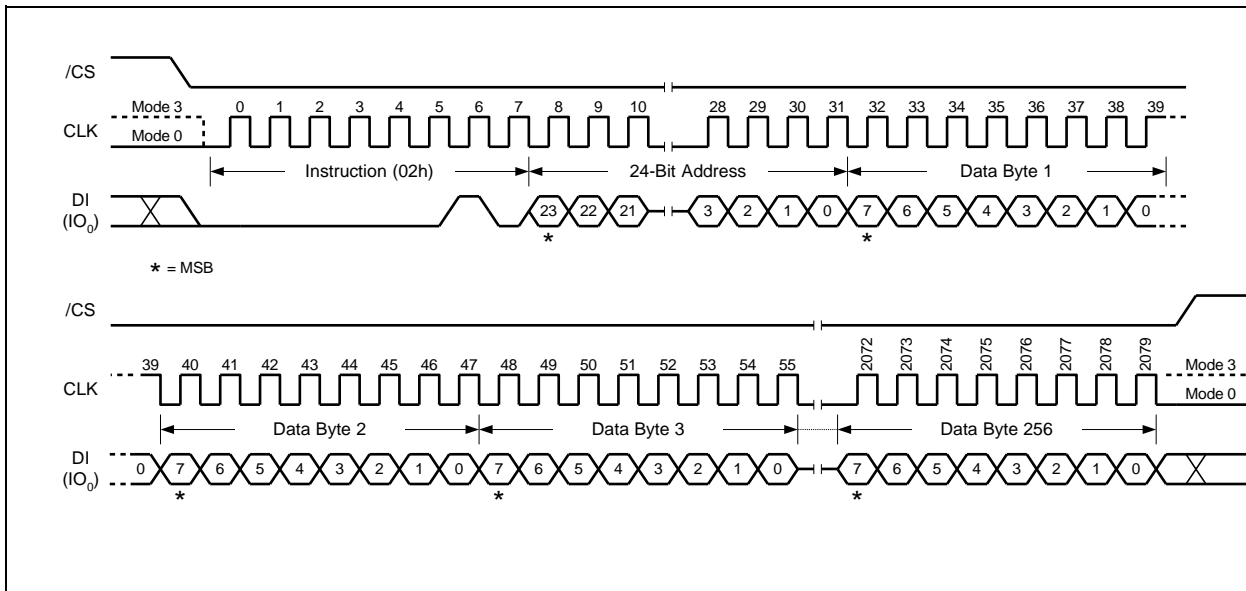 /CS
Mode 3 0 1 2 3 4 5 6 7 8 9 10 28 29 30 31 32 33 34 35 36 37 38 39
CLK Mode 0
Instruction (02h) 24-Bit Address Data Byte 1
DI
(IO0) 23 22 21 3 2 1 0 7 6 5 4 3 2 1 0
* *
* = MSB
/CS
39 40 41 42 43 44 45 46 47 48 49 50 51 52 53 54 55 2072 2073 2074 2075 2076 2077 2078 2079 Mode 3
CLK Mode 0
Data Byte 2 Data Byte 3 Data Byte 256
DI
(IO0) 0 7 6 5 4 3 2 1 0 7 6 5 4 3 2 1 0 7 6 5 4 3 2 1 0
* * *